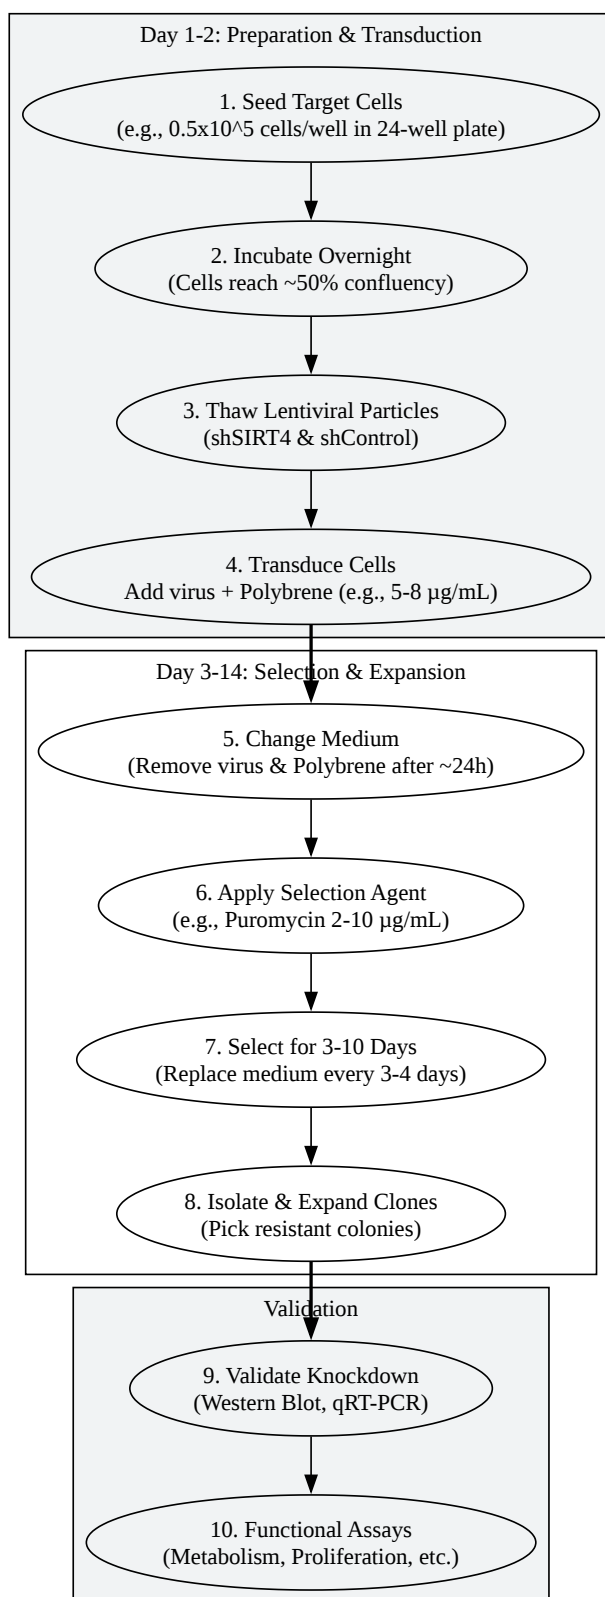 Day 1-2: Preparation & Transduction
1. Seed Target Cells
(e.g., 0.5x10^5 cells/well in 24-well plate)
2. Incubate Overnight
(Cells reach ~50% confluency)
3. Thaw Lentiviral Particles
(shSIRT4 & shControl)
4. Transduce Cells
Add virus + Polybrene (e.g., 5-8 µg/mL)
Day 3-14: Selection & Expansion
5. Change Medium
(Remove virus & Polybrene after ~24h)
6. Apply Selection Agent
(e.g., Puromycin 2-10 µg/mL)
7. Select for 3-10 Days
(Replace medium every 3-4 days)
8. Isolate & Expand Clones
(Pick resistant colonies)
Validation
9. Validate Knockdown
(Western Blot, qRT-PCR)
10. Functional Assays
(Metabolism, Proliferation, etc.)